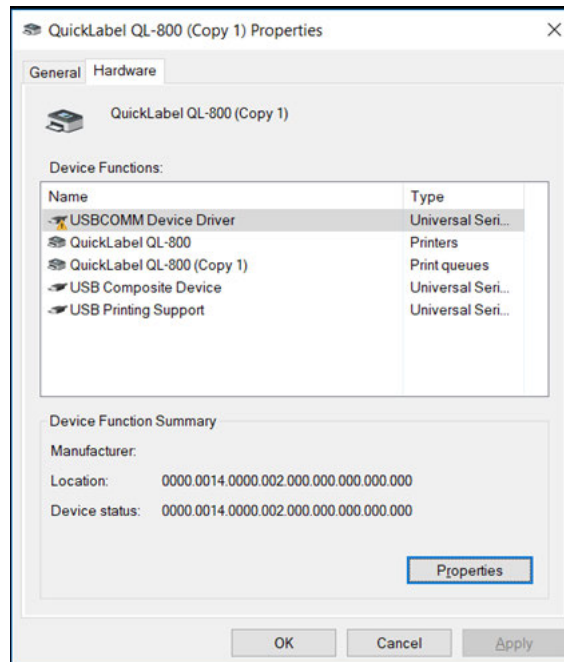 QuickLabel QL-800 (Copy 1) Properties
General Hardware
QuickLabel QL-800 (Copy 1)
Device Functions:
Name Type
USBCOMM Device Driver Universal Seri...
QuickLabel QL-800 Printers
QuickLabel QL-800 (Copy 1) Print queues
USB Composite Device Universal Seri...
USB Printing Support Universal Seri...
Device Function Summary
Manufacturer:
Location: 0000.0014.0000.002.000.000.000.000.000
Device status: 0000.0014.0000.002.000.000.000.000.000
Properties
OK Cancel Apply